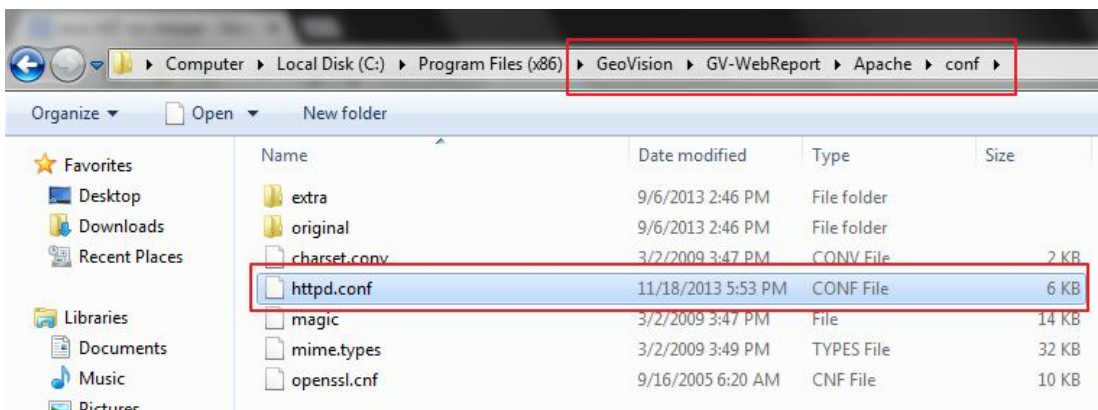 Computer Local Disk (C:) Program Files (x86) GeoVision GV-WebReport Apache conf
Organize Open New folder
Favorites
Desktop
Downloads
Recent Places
Libraries
Documents
Music
Pictures
Name Date modified Type Size
extra 9/6/2013 2:46 PM File folder
original 9/6/2013 2:46 PM File folder
charset.conv 3/2/2009 3:47 PM CONV File 2 KB
httpd.conf 11/18/2013 5:53 PM CONF File 6 KB
magic 3/2/2009 3:47 PM File 14 KB
mime.types 3/2/2009 3:49 PM TYPES File 32 KB
openssl.cnf 9/16/2005 6:20 AM CNF File 10 KB